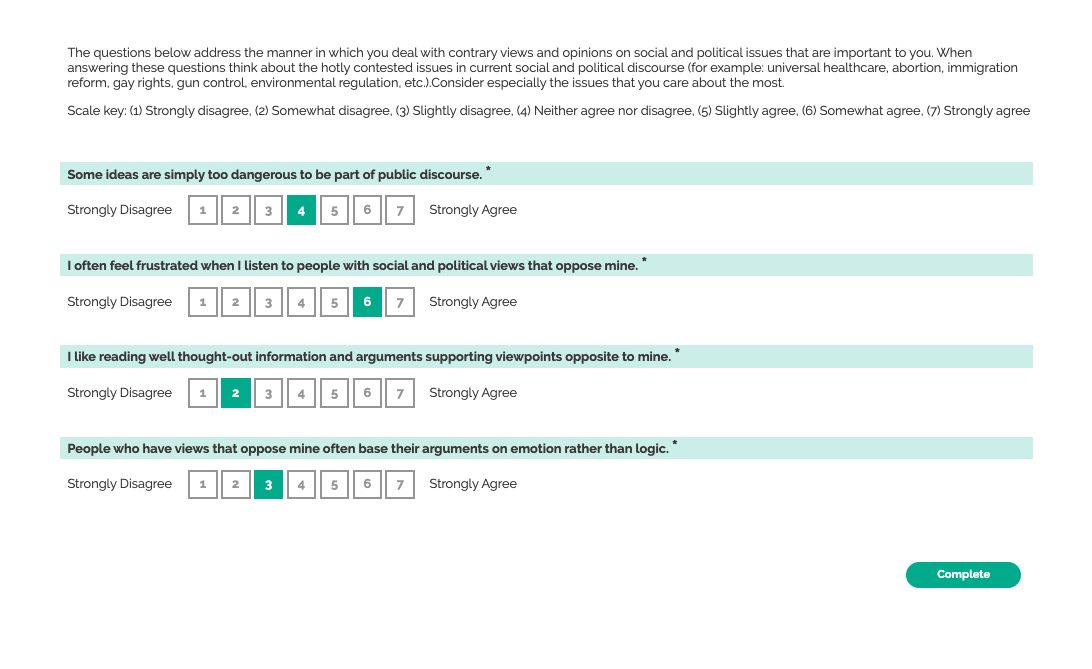 The questions below address the manner in which you deal with contrary views and opinions on social and political issues that are important to you. When
answering these questions think about the hotly contested issues in current social and political discourse (for example: universal healthcare, abortion, immigration
reform, gay rights, gun control, environmental regulation, etc.).Consider especially the issues that you care about the most.
Scale key: (1) Strongly disagree, (2) Somewhat disagree, (3) Slightly disagree, (4) Neither agree nor disagree, (5) Slightly agree, (6) Somewhat agree, (7) Strongly agree
Some ideas are simply too dangerous to be part of public discourse. *
Strongly Disagree 1 2 3 4 5 6 7 Strongly Agree
I often feel frustrated when I listen to people with social and political views that oppose mine. *
Strongly Disagree 1 2 3 4 5 6 7 Strongly Agree
I like reading well thought-out information and arguments supporting viewpoints opposite to mine. *
Strongly Disagree 1 2 3 4 5 6 7 Strongly Agree
People who have views that oppose mine often base their arguments on emotion rather than logic. *
Strongly Disagree 1 2 3 4 5 6 7 Strongly Agree
Complete